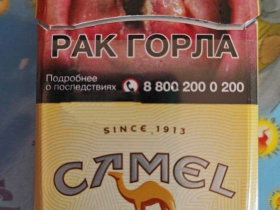 РАК ГОРЛА
Подробнее
о последствиях 8 800 200 0 200
SINCE 1913
CAMEL